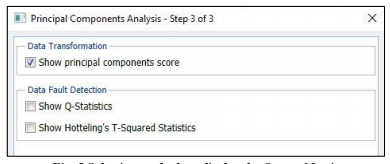 Principal Components Analysis - Step 3 of 3
Data Transformation
Show principal components score
Data Fault Detection
Show Q-Statistics
Show Hotteling's T-Squared Statistics